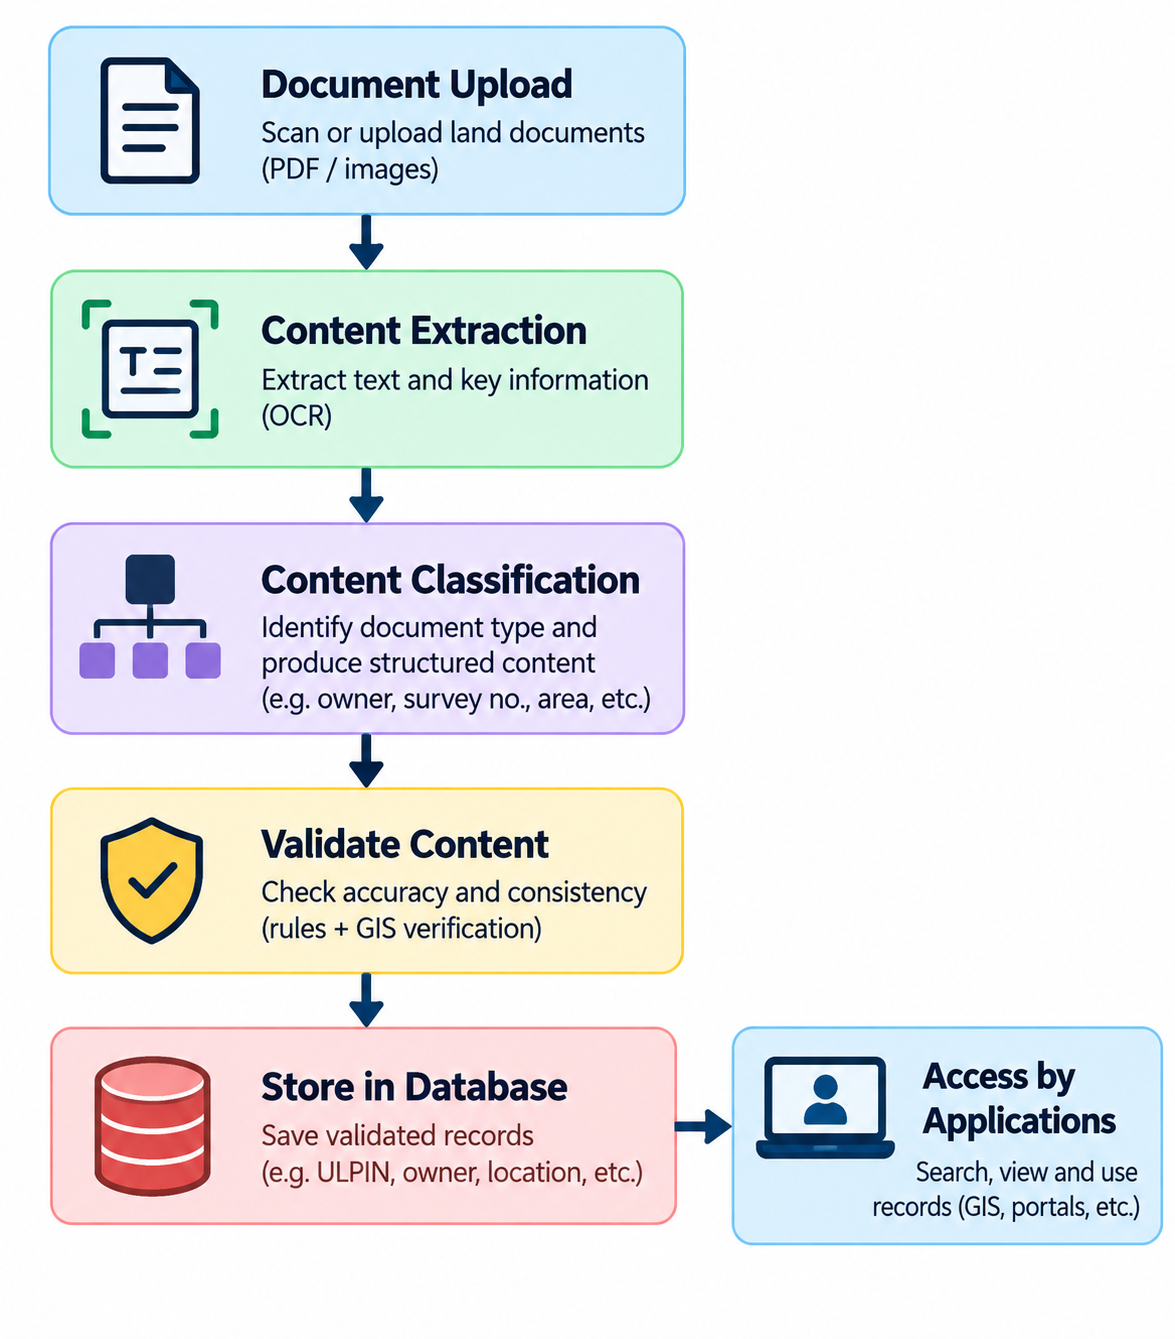 Document Upload
Scan or upload land documents
(PDF / images)
Content Extraction
Extract text and key information
(OCR)
Content Classification
Identify document type and
produce structured content
(e.g. owner, survey no., area, etc.)
Validate Content
Check accuracy and consistency
(rules + GIS verification)
Store in Database
Save validated records
(e.g. ULPIN, owner, location, etc.)
Access by
Applications
Search, view and use
records (GIS, portals, etc.)